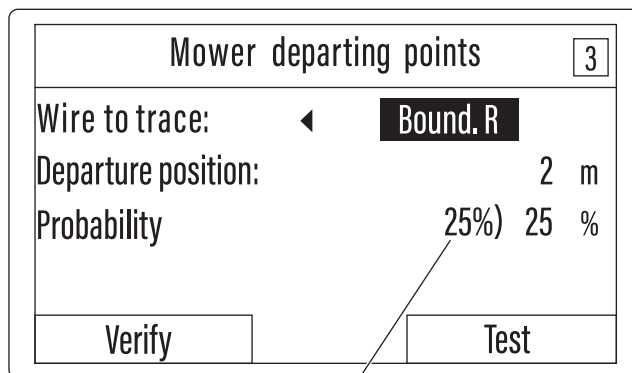 Mower departing points 3
Wire to trace: Bound. R
Departure position: 2 m
Probability 25%) 25 %
Verify Test